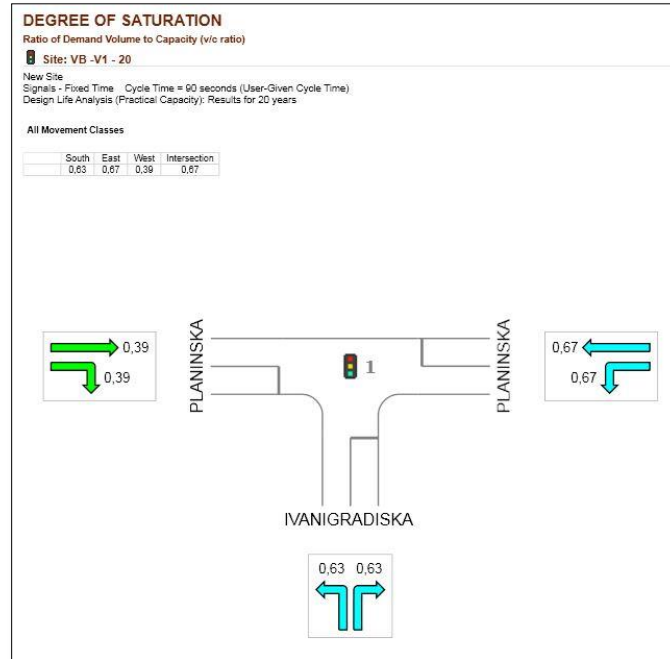 DEGREE OF SATURATION
Ratio of Demand Volume to Capacity (v/c ratio)
Site: VB -V1 - 20
New Site
Signals - Fixed Time Cycle Time = 90 seconds (User-Given Cycle Time)
Design Life Analysis (Practical Capacity): Results for 20 years
All Movement Classes
South East West Intersection
0,63 0,67 0,39 0,67
0,39
0,39
PLANINSKA
1
PLANINSKA
0,67
0,67
IVANIGRADISKA
0,63 0,63